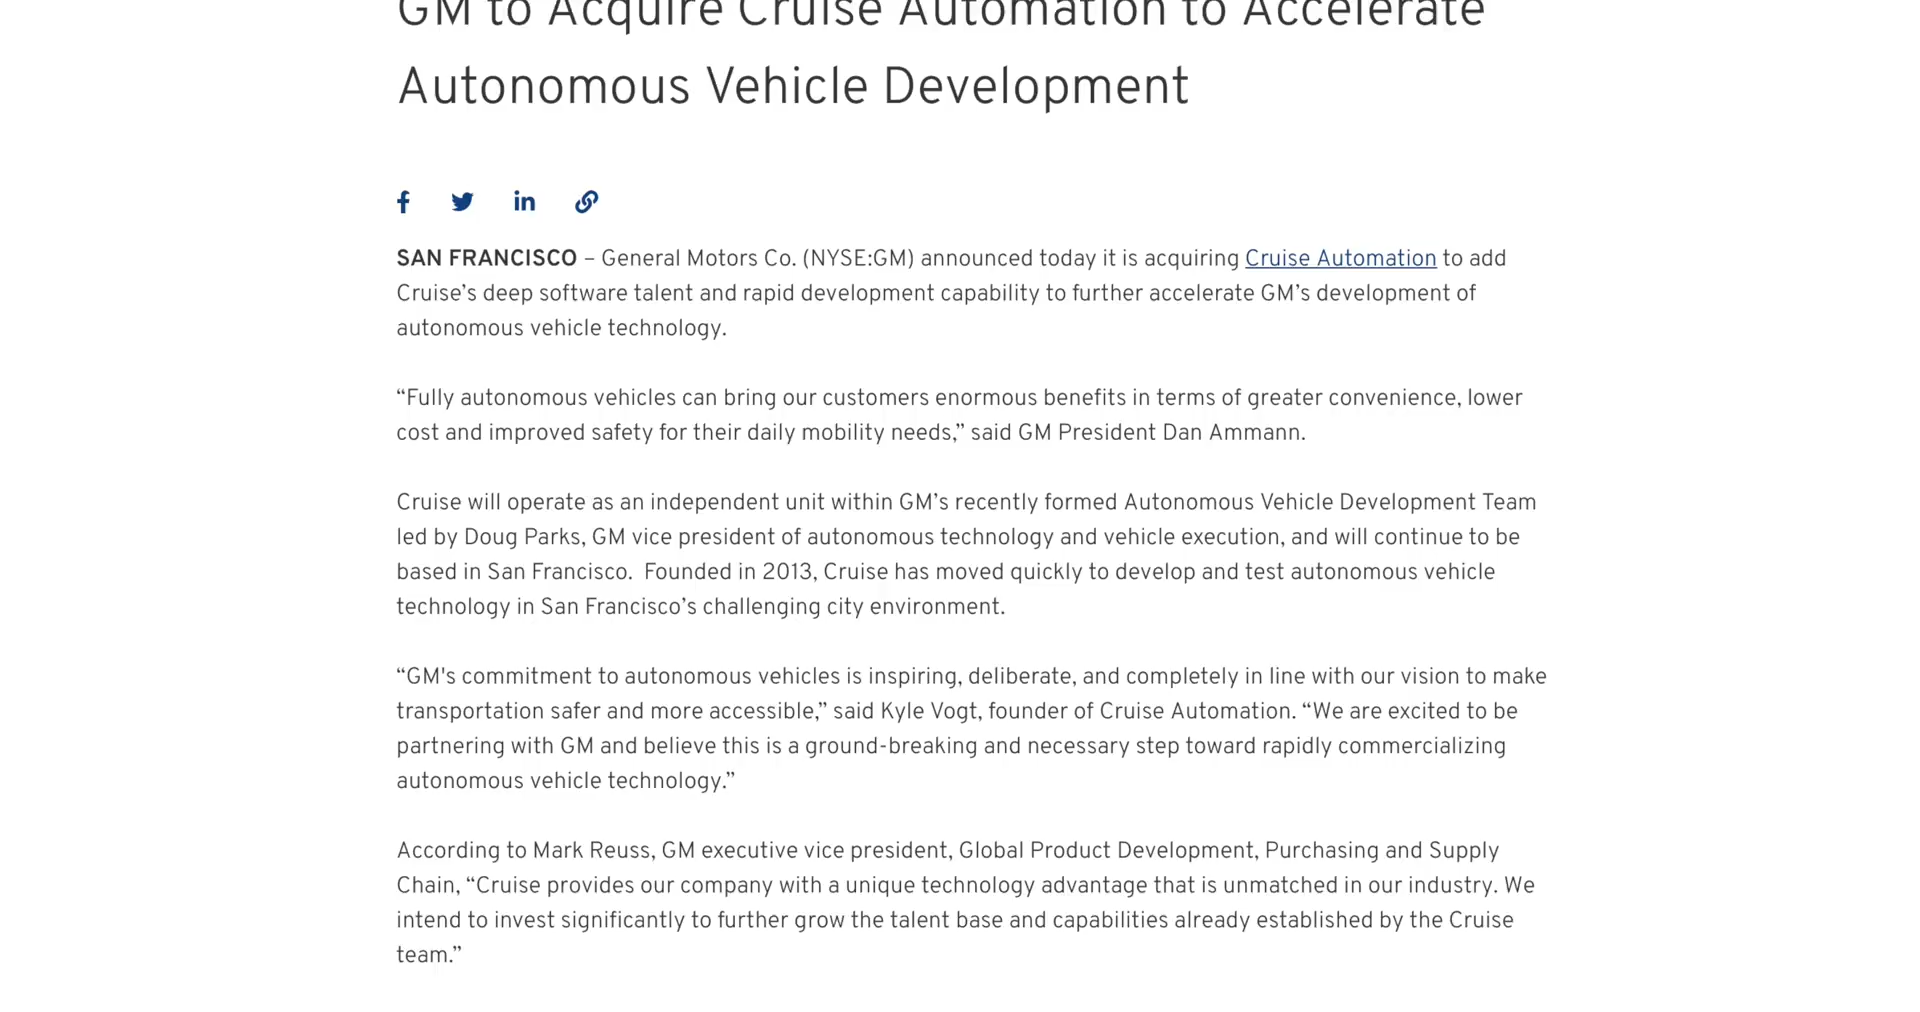 GM to Acquire Cruise Automation to Accelerate
Autonomous Vehicle Development
SAN FRANCISCO – General Motors Co. (NYSE:GM) announced today it is acquiring Cruise Automation to add
Cruise’s deep software talent and rapid development capability to further accelerate GM’s development of
autonomous vehicle technology.
“Fully autonomous vehicles can bring our customers enormous benefits in terms of greater convenience, lower
cost and improved safety for their daily mobility needs,” said GM President Dan Ammann.
Cruise will operate as an independent unit within GM’s recently formed Autonomous Vehicle Development Team
led by Doug Parks, GM vice president of autonomous technology and vehicle execution, and will continue to be
based in San Francisco.  Founded in 2013, Cruise has moved quickly to develop and test autonomous vehicle
technology in San Francisco’s challenging city environment.
“GM's commitment to autonomous vehicles is inspiring, deliberate, and completely in line with our vision to make
transportation safer and more accessible,” said Kyle Vogt, founder of Cruise Automation. “We are excited to be
partnering with GM and believe this is a ground-breaking and necessary step toward rapidly commercializing
autonomous vehicle technology.”
According to Mark Reuss, GM executive vice president, Global Product Development, Purchasing and Supply
Chain, “Cruise provides our company with a unique technology advantage that is unmatched in our industry. We
intend to invest significantly to further grow the talent base and capabilities already established by the Cruise
team.”